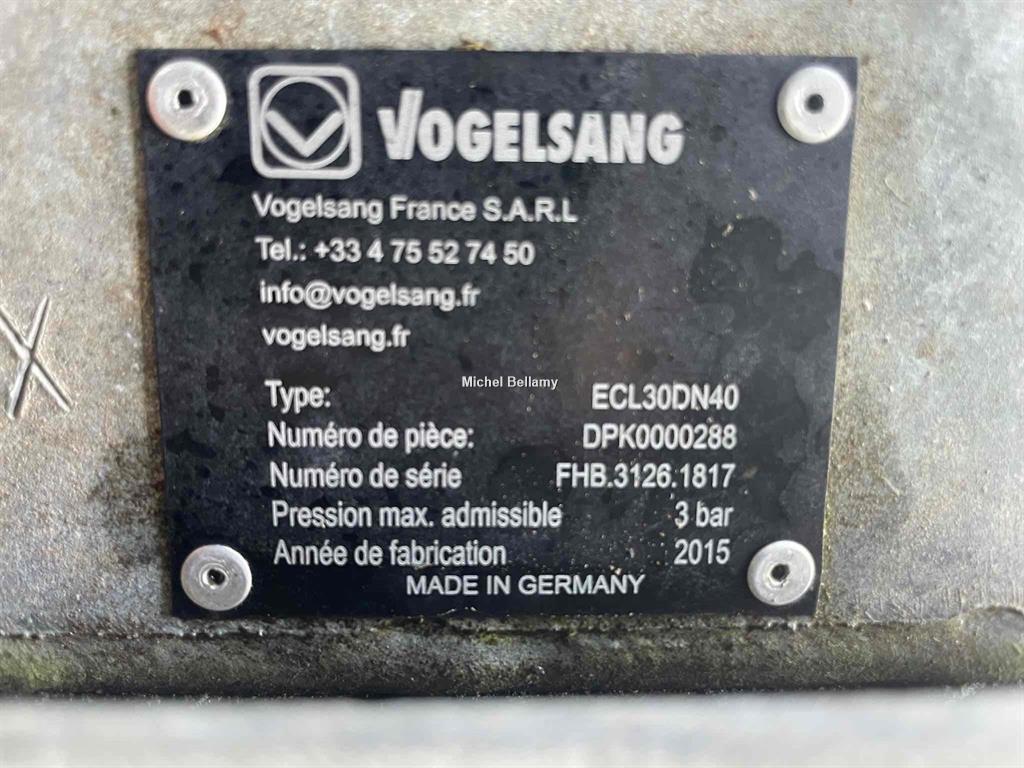 VOGELSANG
Vogelsang France S.A.R.L
Tel.: +33 4 75 52 74 50
info@vogelsang.fr
vogelsang.fr
Michel Bellamy
Type: ECL30DN40
Numéro de pièce: DPK0000288
Numéro de série FHB.3126.1817
Pression max. admissible 3 bar
Année de fabrication 2015
MADE IN GERMANY
X